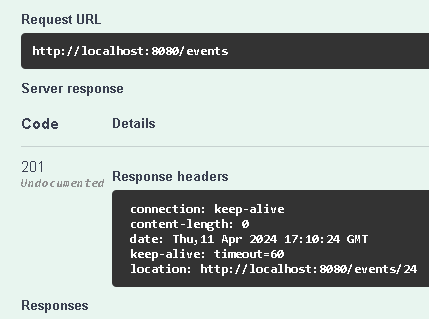 Request URL
http://localhost:8080/events
Server response
Code Details
201
Undocumented
Response headers
connection: keep-alive
content-length: 0
date: Thu,11 Apr 2024 17:10:24 GMT
keep-alive: timeout=60
location: http://localhost:8080/events/24
Responses